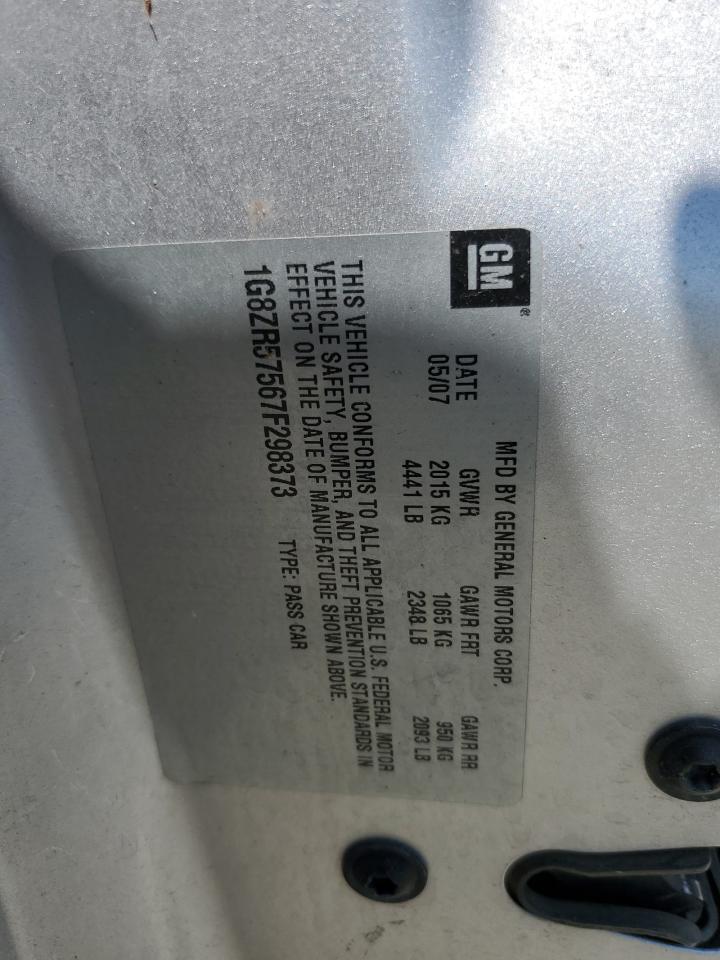 GM®
MFD BY GENERAL MOTORS CORP.
DATE GVWR GAWR FRT GAWR RR
05/07 2015 KG 1065 KG 950 KG
4441 LB 2348 LB 2093 LB
THIS VEHICLE CONFORMS TO ALL APPLICABLE U.S. FEDERAL MOTOR
VEHICLE SAFETY, BUMPER, AND THEFT PREVENTION STANDARDS IN
EFFECT ON THE DATE OF MANUFACTURE SHOWN ABOVE.
1G8ZR57567F298373 TYPE: PASS CAR